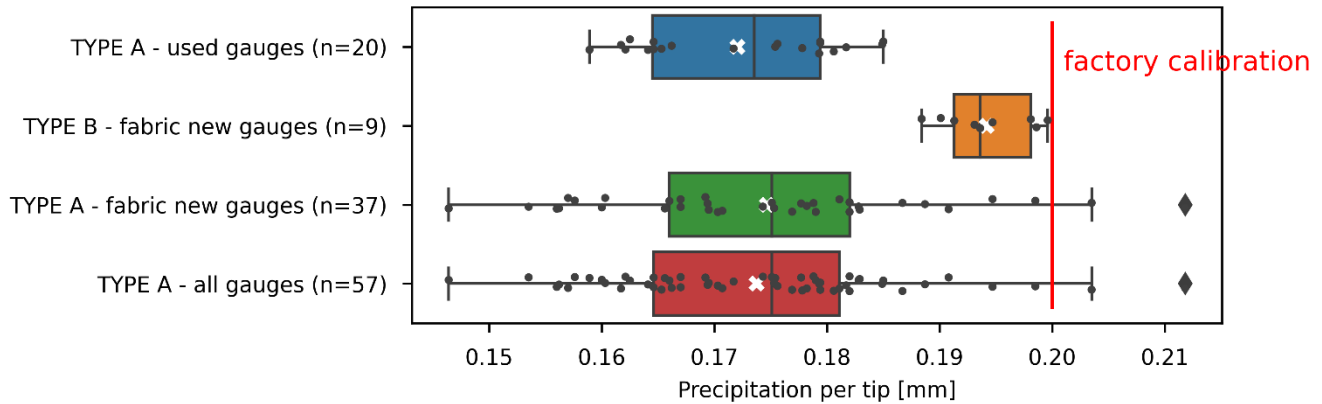 TYPE A - used gauges (n=20)
factory calibration
TYPE B - fabric new gauges (n=9)
TYPE A - fabric new gauges (n=37)
TYPE A - all gauges (n=57)
0.15 0.16 0.17 0.18 0.19 0.20 0.21
Precipitation per tip [mm]